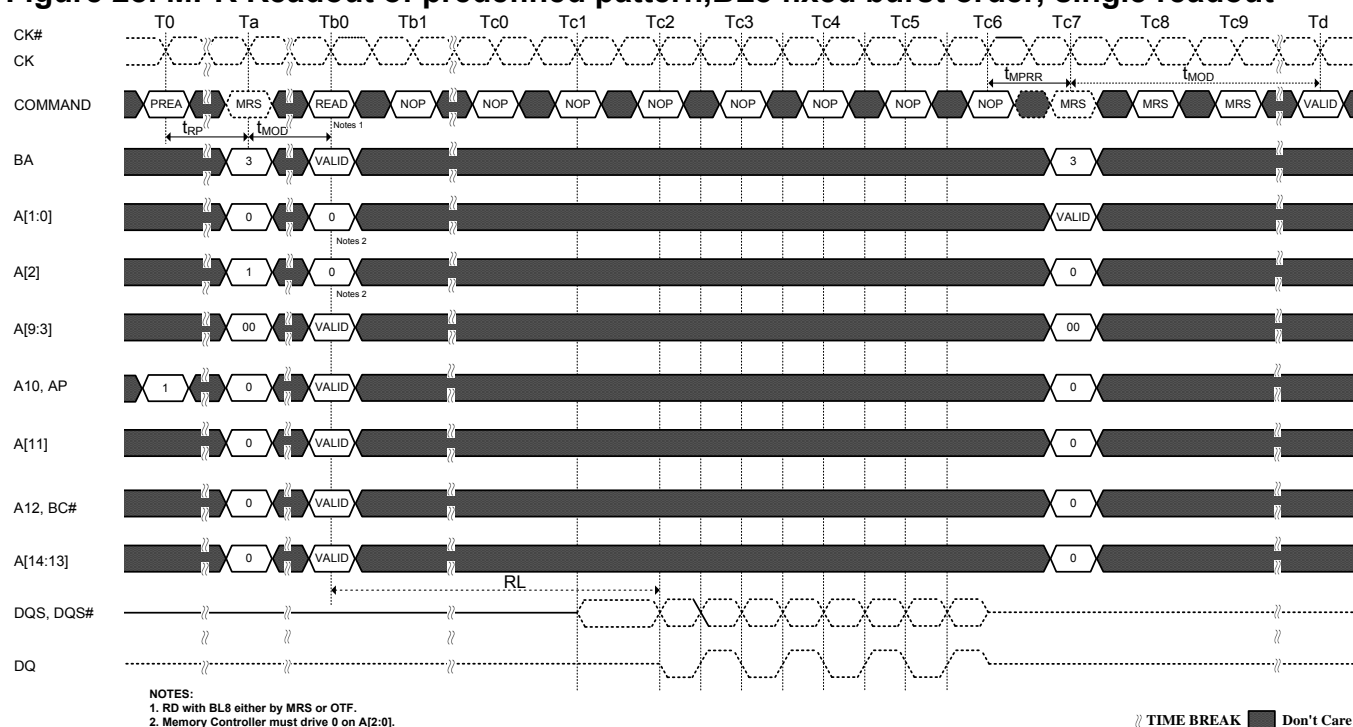 Figure MPR Readout of predefined pattern,BL8 fixed burst order, single readout
T0 Ta Tb0 Tb1 Tc0 Tc1 Tc2 Tc3 Tc4 Tc5 Tc6 Tc7 Tc8 Tc9 Td
CK#
CK
tMPRR tMOD
COMMAND PREA MRS READ NOP NOP NOP NOP NOP NOP NOP NOP MRS MRS MRS VALID
tRP tMOD Notes 1
BA 3 VALID 3
A[1:0] 0 0 VALID
Notes 2
A[2] 1 0 0
Notes 2
A[9:3] 00 VALID 00
A10, AP 1 0 VALID 0
A[11] 0 VALID 0
A12, BC# 0 VALID 0
A[14:13] 0 VALID 0
RL
DQS, DQS#
DQ
NOTES:
1. RD with BL8 either by MRS or OTF.
2. Memory Controller must drive 0 on A[2:0].
TIME BREAK Don't Care